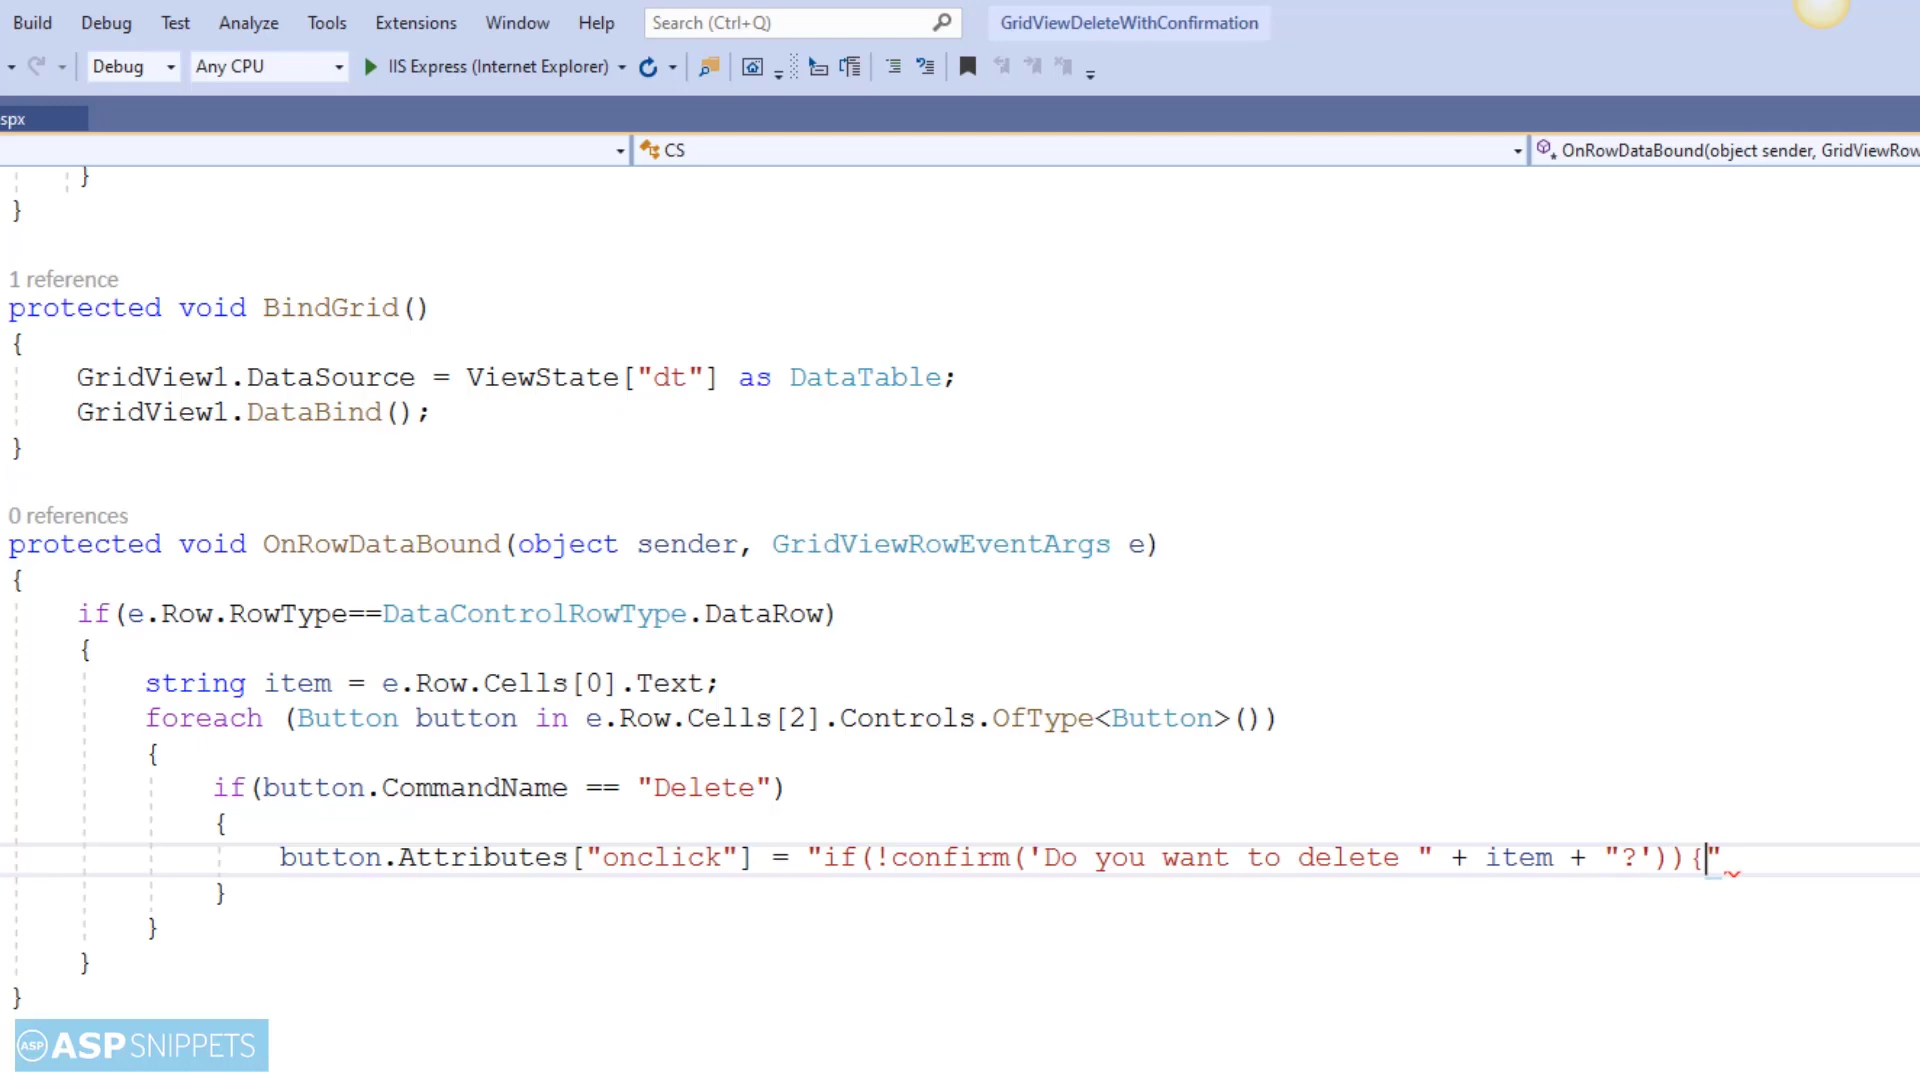 Build Debug Test Analyze Tools Extensions Window Help Search (Ctrl+Q) GridViewDeleteWithConfirmation
Debug Any CPU IIS Express (Internet Explorer)
spx
CS OnRowDataBound(object sender, GridViewRow
}
}
1 reference
protected void BindGrid()
{
GridView1.DataSource = ViewState["dt"] as DataTable;
GridView1.DataBind();
}
0 references
protected void OnRowDataBound(object sender, GridViewRowEventArgs e)
{
if(e.Row.RowType==DataControlRowType.DataRow)
{
string item = e.Row.Cells[0].Text;
foreach (Button button in e.Row.Cells[2].Controls.OfType<Button>())
{
if(button.CommandName == "Delete")
{
button.Attributes["onclick"] = "if(!confirm('Do you want to delete " + item + "?')){"
}
}
}
}
ASP ASPSNIPPETS